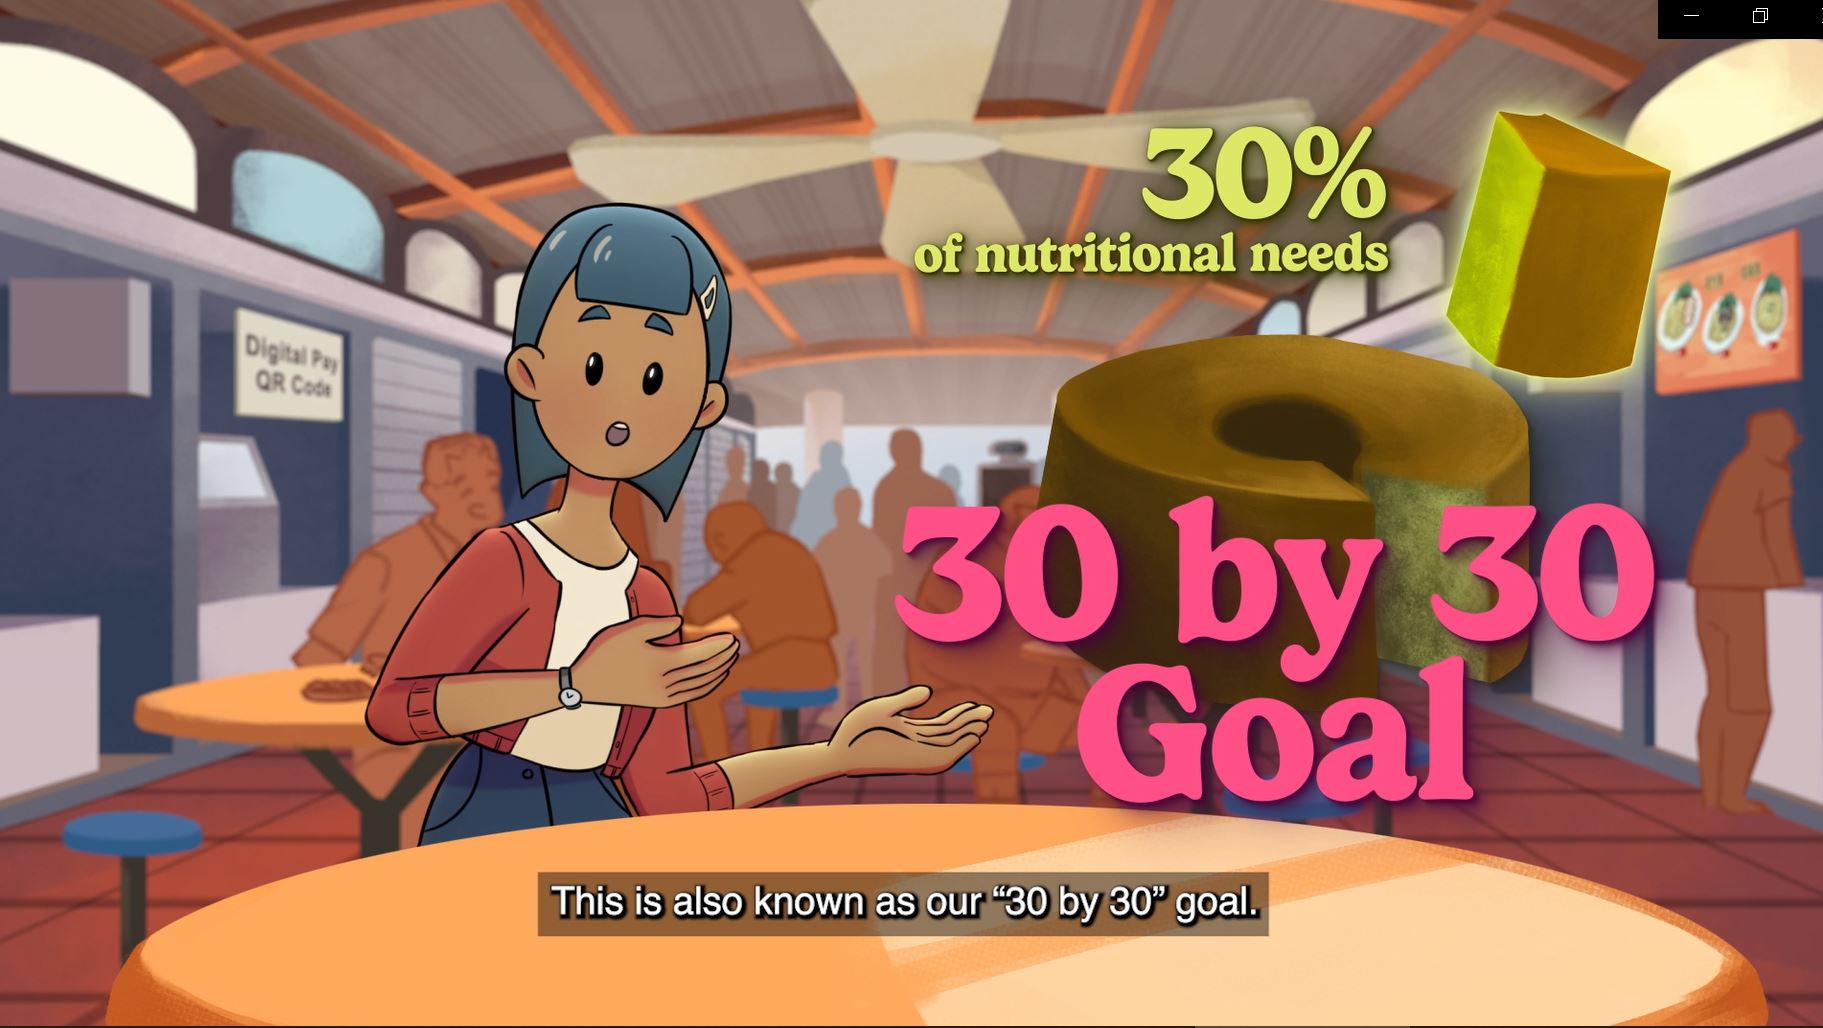 30%
of nutritional needs
Digital Pay
QR Code
30 by 30
Goal
This is also known as our “30 by 30” goal.